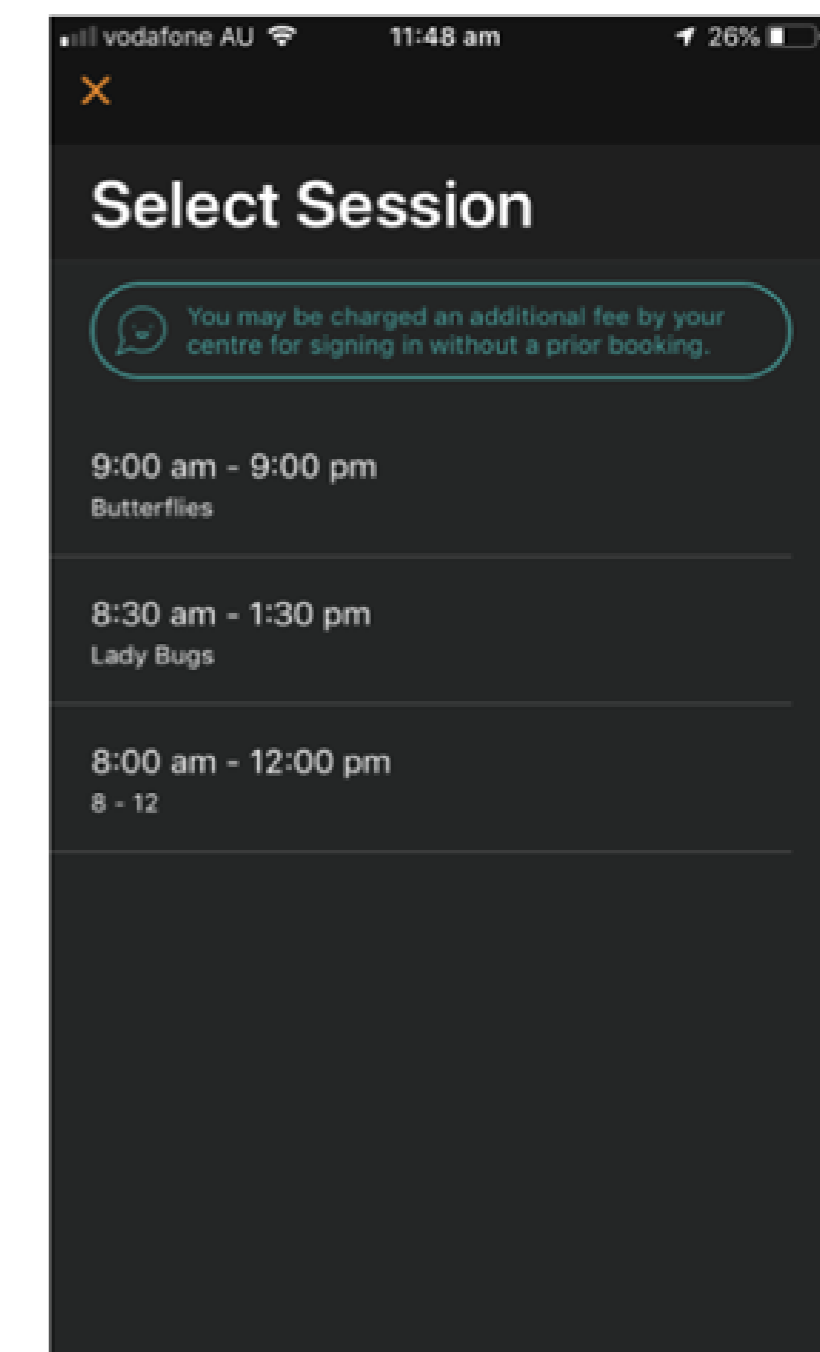 vodafone AU 11:48 am 26%
Select Session
You may be charged an additional fee by your
centre for signing in without a prior booking.
9:00 am - 9:00 pm
Butterflies
8:30 am - 1:30 pm
Lady Bugs
8:00 am - 12:00 pm
8 - 12